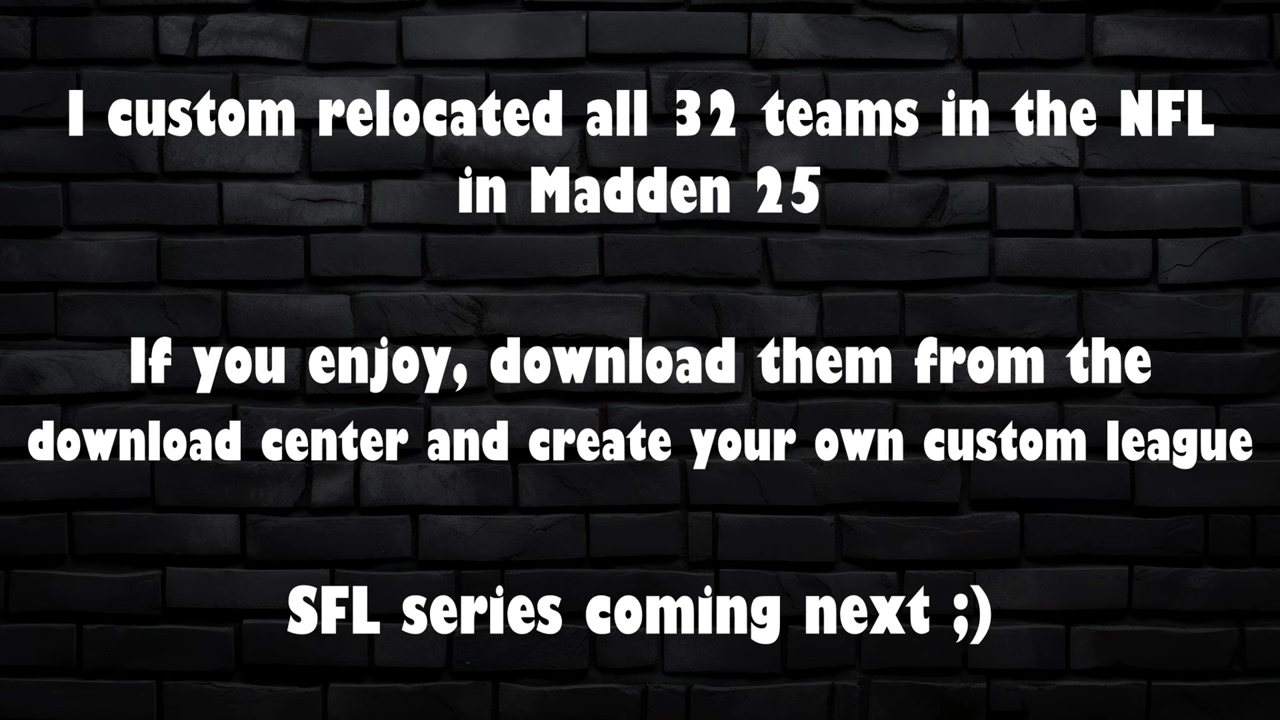 I custom relocated all 32 teams in the NFL
in Madden 25
If you enjoy, download them from the
download center and create your own custom league
SFL series coming next ;)